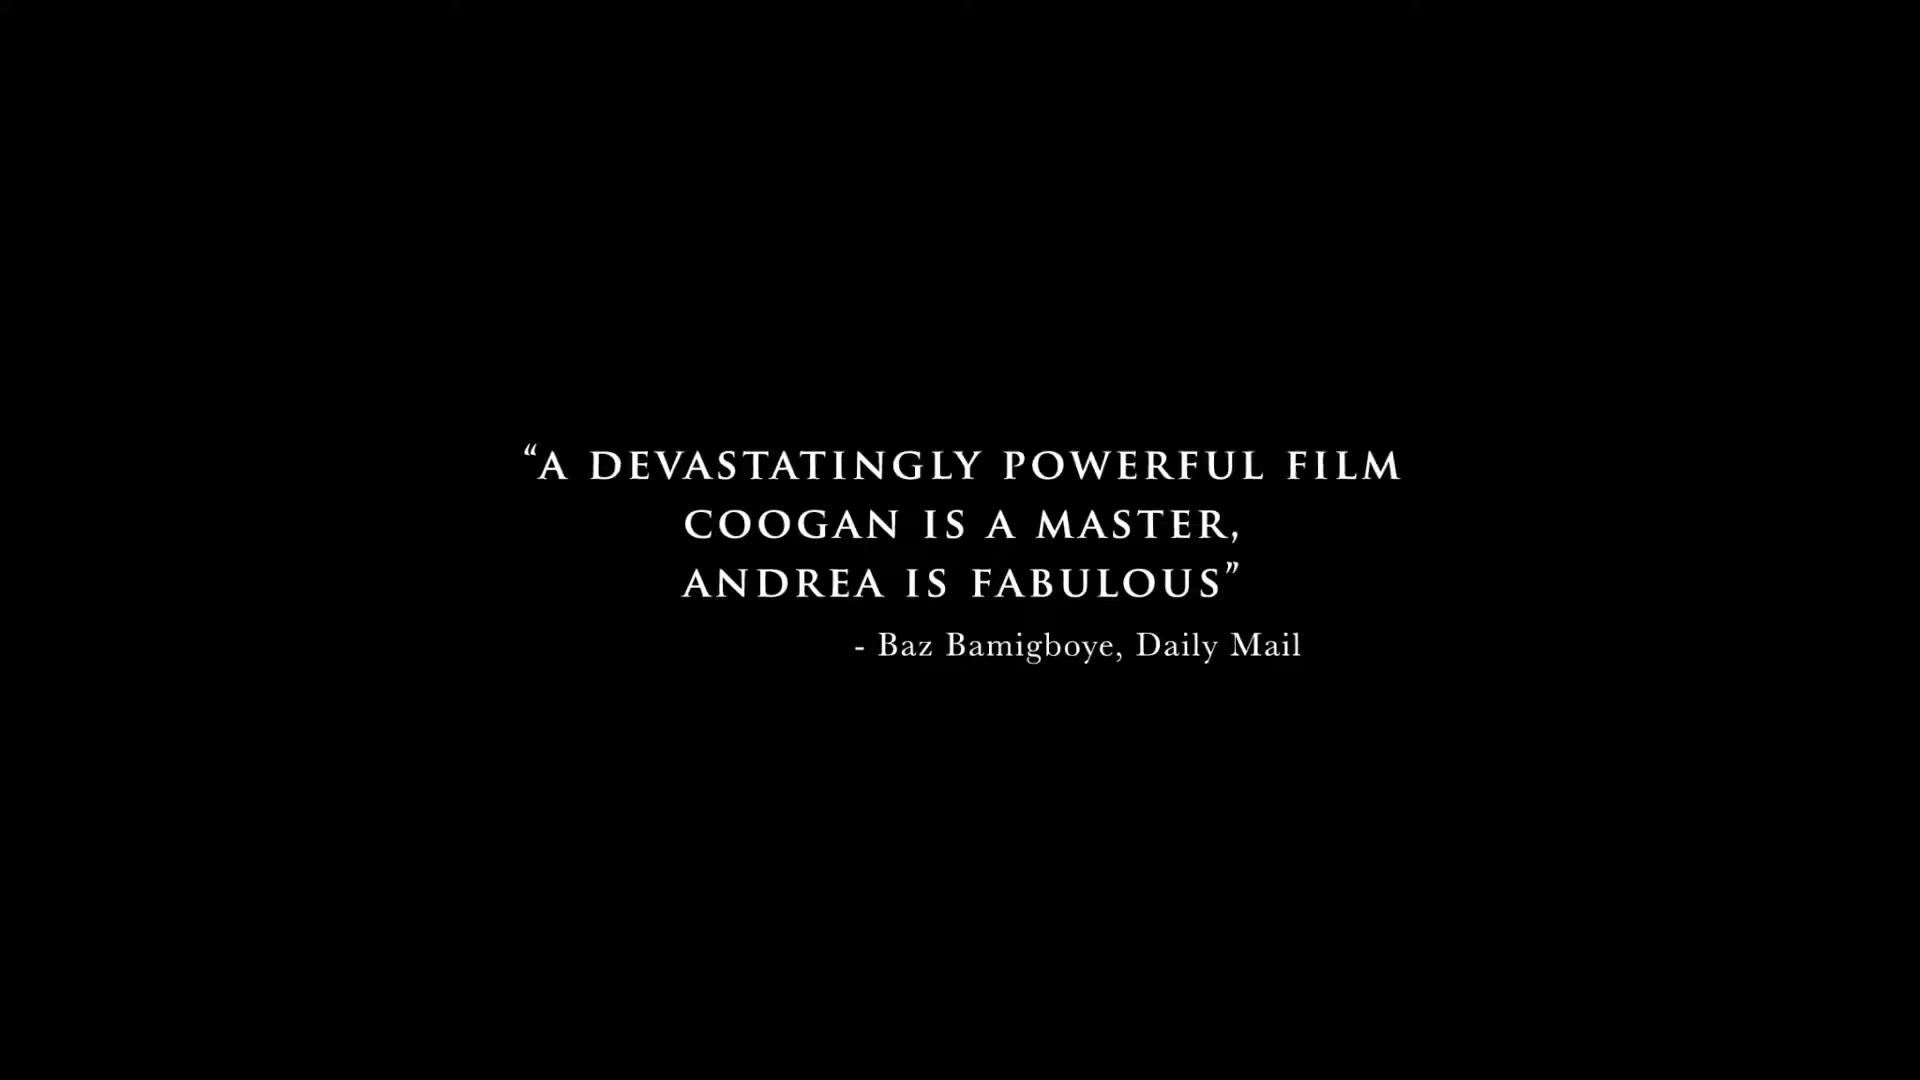 “A DEVASTATINGLY POWERFUL FILM
COOGAN IS A MASTER,
ANDREA IS FABULOUS”
- Baz Bamigboye, Daily Mail